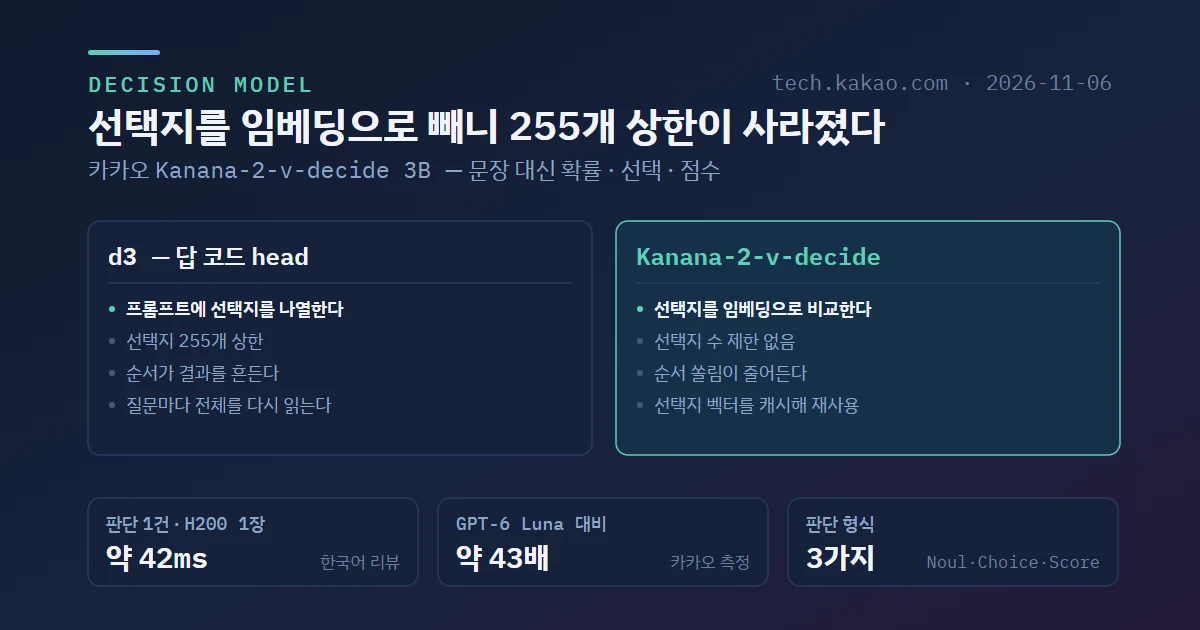 DECISION MODEL
tech.kakao.com · 2026-11-06
선택지를 임베딩으로 빼니 255개 상한이 사라졌다
카카오 Kanana-2-v-decide 3B — 문장 대신 확률·선택·점수
d3 — 답 코드 head
• 프롬프트에 선택지를 나열한다
• 선택지 255개 상한
• 순서가 결과를 흔든다
• 질문마다 전체를 다시 읽는다
Kanana-2-v-decide
• 선택지를 임베딩으로 비교한다
• 선택지 수 제한 없음
• 순서 쏠림이 줄어든다
• 선택지 벡터를 캐시해 재사용
판단 1건·H200 1장
약 42ms 한국어 리뷰
GPT-6 Luna 대비
약 43배 카카오 측정
판단 형식
3가지 Noul·Choice·Score